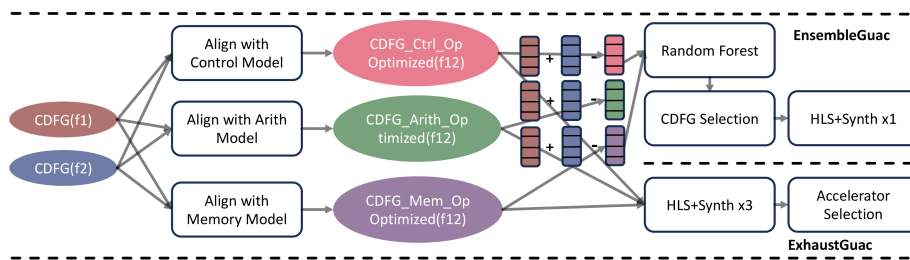 EnsembleGuac
CDFG(f1)
CDFG(f2)
Align with
Control Model
Align with Arith
Model
Align with
Memory Model
CDFG_Ctrl_Op
Optimized(f12)
CDFG_Arith_Op
timized(f12)
CDFG_Mem_Op
Optimized(f12)
+ -
+ -
+ -
Random Forest
CDFG Selection
HLS+Synth x1
HLS+Synth x3
Accelerator
Selection
ExhaustGuac